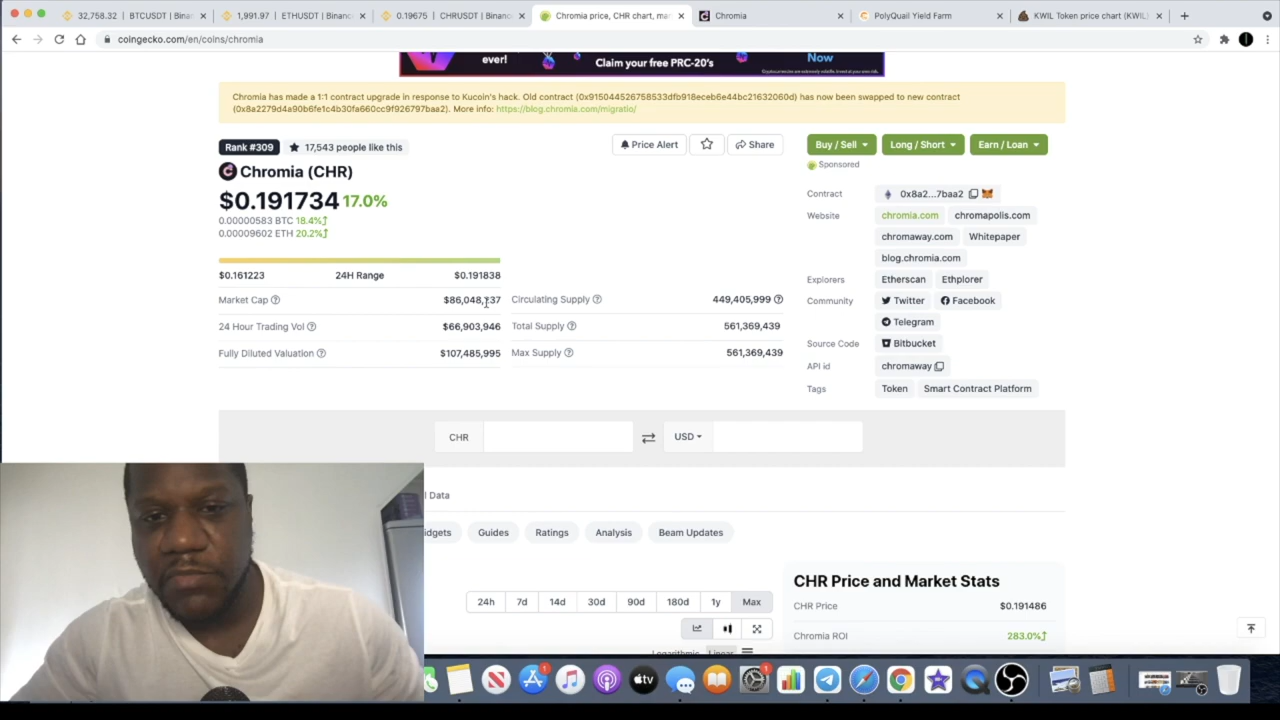 32,758.32 | BTCUSDT | Binan
1,991.97 | ETHUSDT | Binanc
0.19675 | CHRUSDT | Binanc
Chromia price, CHR chart, mar
Chromia
PolyQuail Yield Farm
KWIL Token price chart (KWIL/
coingecko.com/en/coins/chromia
ever!
Claim your free PRC-20's
Now
Chromia has made a 1:1 contract upgrade in response to Kucoin's hack. Old contract (0x915044526758533dfb918eceb6e44bc21632060d) has now been swapped to new contract
(0x8a2279d4a90b6fe1c4b30fa660cc9f926797baa2). More info: https://blog.chromia.com/migratio/
Rank #309
17,543 people like this
Price Alert
Share
Buy / Sell
Long / Short
Earn / Loan
Sponsored
Chromia (CHR)
$0.191734 17.0%
0.00000583 BTC 18.4%
0.00009602 ETH 20.2%
$0.161223 24H Range $0.191838
Market Cap
24 Hour Trading Vol $66,903,946
Fully Diluted Valuation $107,485,995
Circulating Supply 449,405,999
Total Supply 561,369,439
Max Supply 561,369,439
Contract 0x8a2...7baa2
Website chromia.com chromapolis.com
chromaway.com Whitepaper
blog.chromia.com
Explorers Etherscan Ethplorer
Community Twitter Facebook
Telegram
Source Code Bitbucket
API id chromaway
Tags Token Smart Contract Platform
CHR
USD
Data
idgets Guides Ratings Analysis Beam Updates
24h 7d 14d 30d 90d 180d 1y Max
Logarithmic Linear
CHR Price and Market Stats
CHR Price $0.191486
Chromia ROI 283.0%
tv
1
1